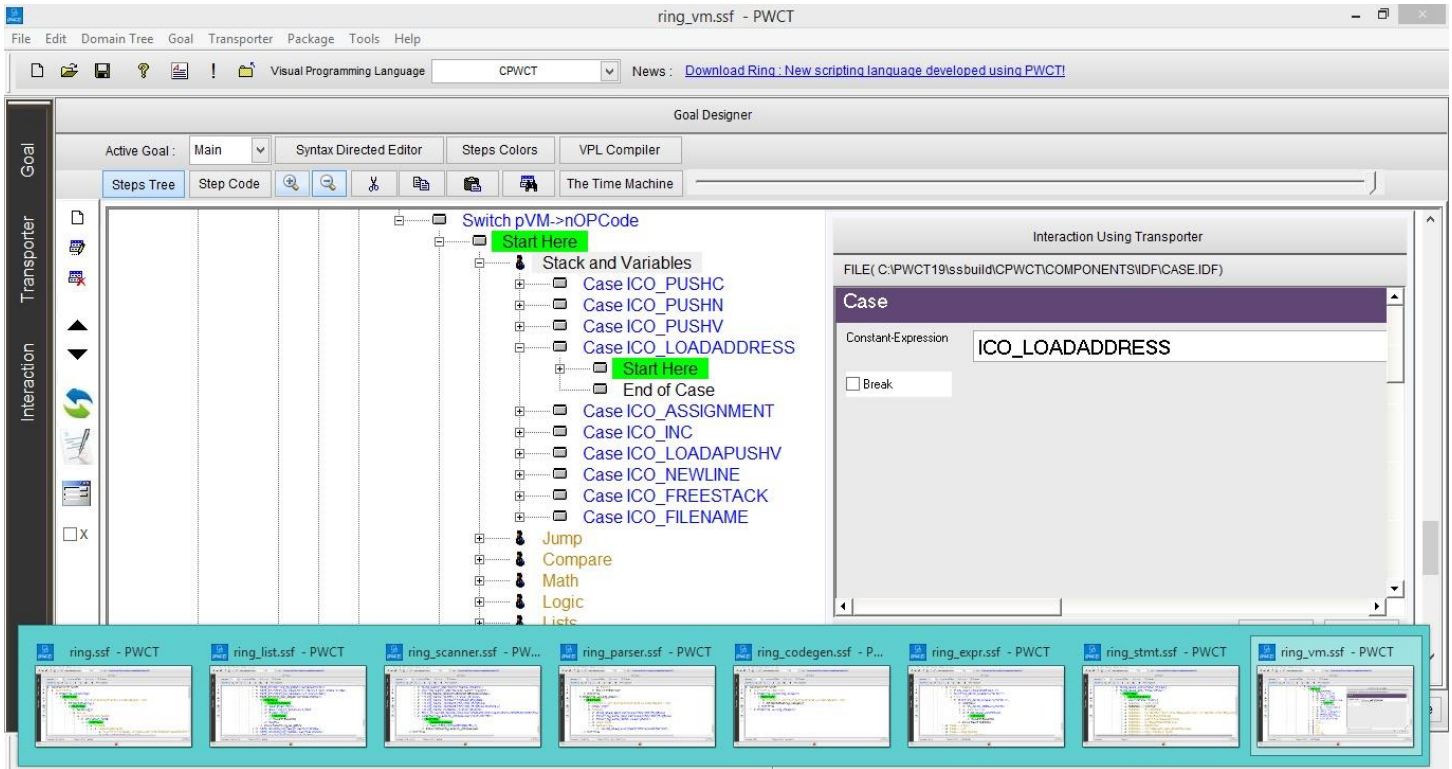 ring_vm.ssf - PWCT
File Edit Domain Tree Goal Transporter Package Tools Help
Visual Programming Language CPWCT News : Download Ring : New scripting language developed using PWCT!
Goal Designer
Active Goal : Main Syntax Directed Editor Steps Colors VPL Compiler
Steps Tree Step Code The Time Machine
Goal
Transporter
Interaction
X
Switch pVM->nOPCode
Start Here
Stack and Variables
Case ICO_PUSHC
Case ICO_PUSHN
Case ICO_PUSHV
Case ICO_LOADADDRESS
Start Here
End of Case
Case ICO_ASSIGNMENT
Case ICO_INC
Case ICO_LOADAPUSHV
Case ICO_NEWLINE
Case ICO_FREESTACK
Case ICO_FILENAME
Jump
Compare
Math
Logic
Lists
Interaction Using Transporter
FILE( C:\PWCT19\ssbuild\CPWCT\COMPONENTS\IDF\CASE.IDF)
Case
Constant-Expression ICO_LOADADDRESS
Break
ring.ssf - PWCT ring_list.ssf - PWCT ring_scanner.ssf - PW... ring_parser.ssf - PWCT ring_codegen.ssf - P... ring_expr.ssf - PWCT ring_stmt.ssf - PWCT ring_vm.ssf - PWCT